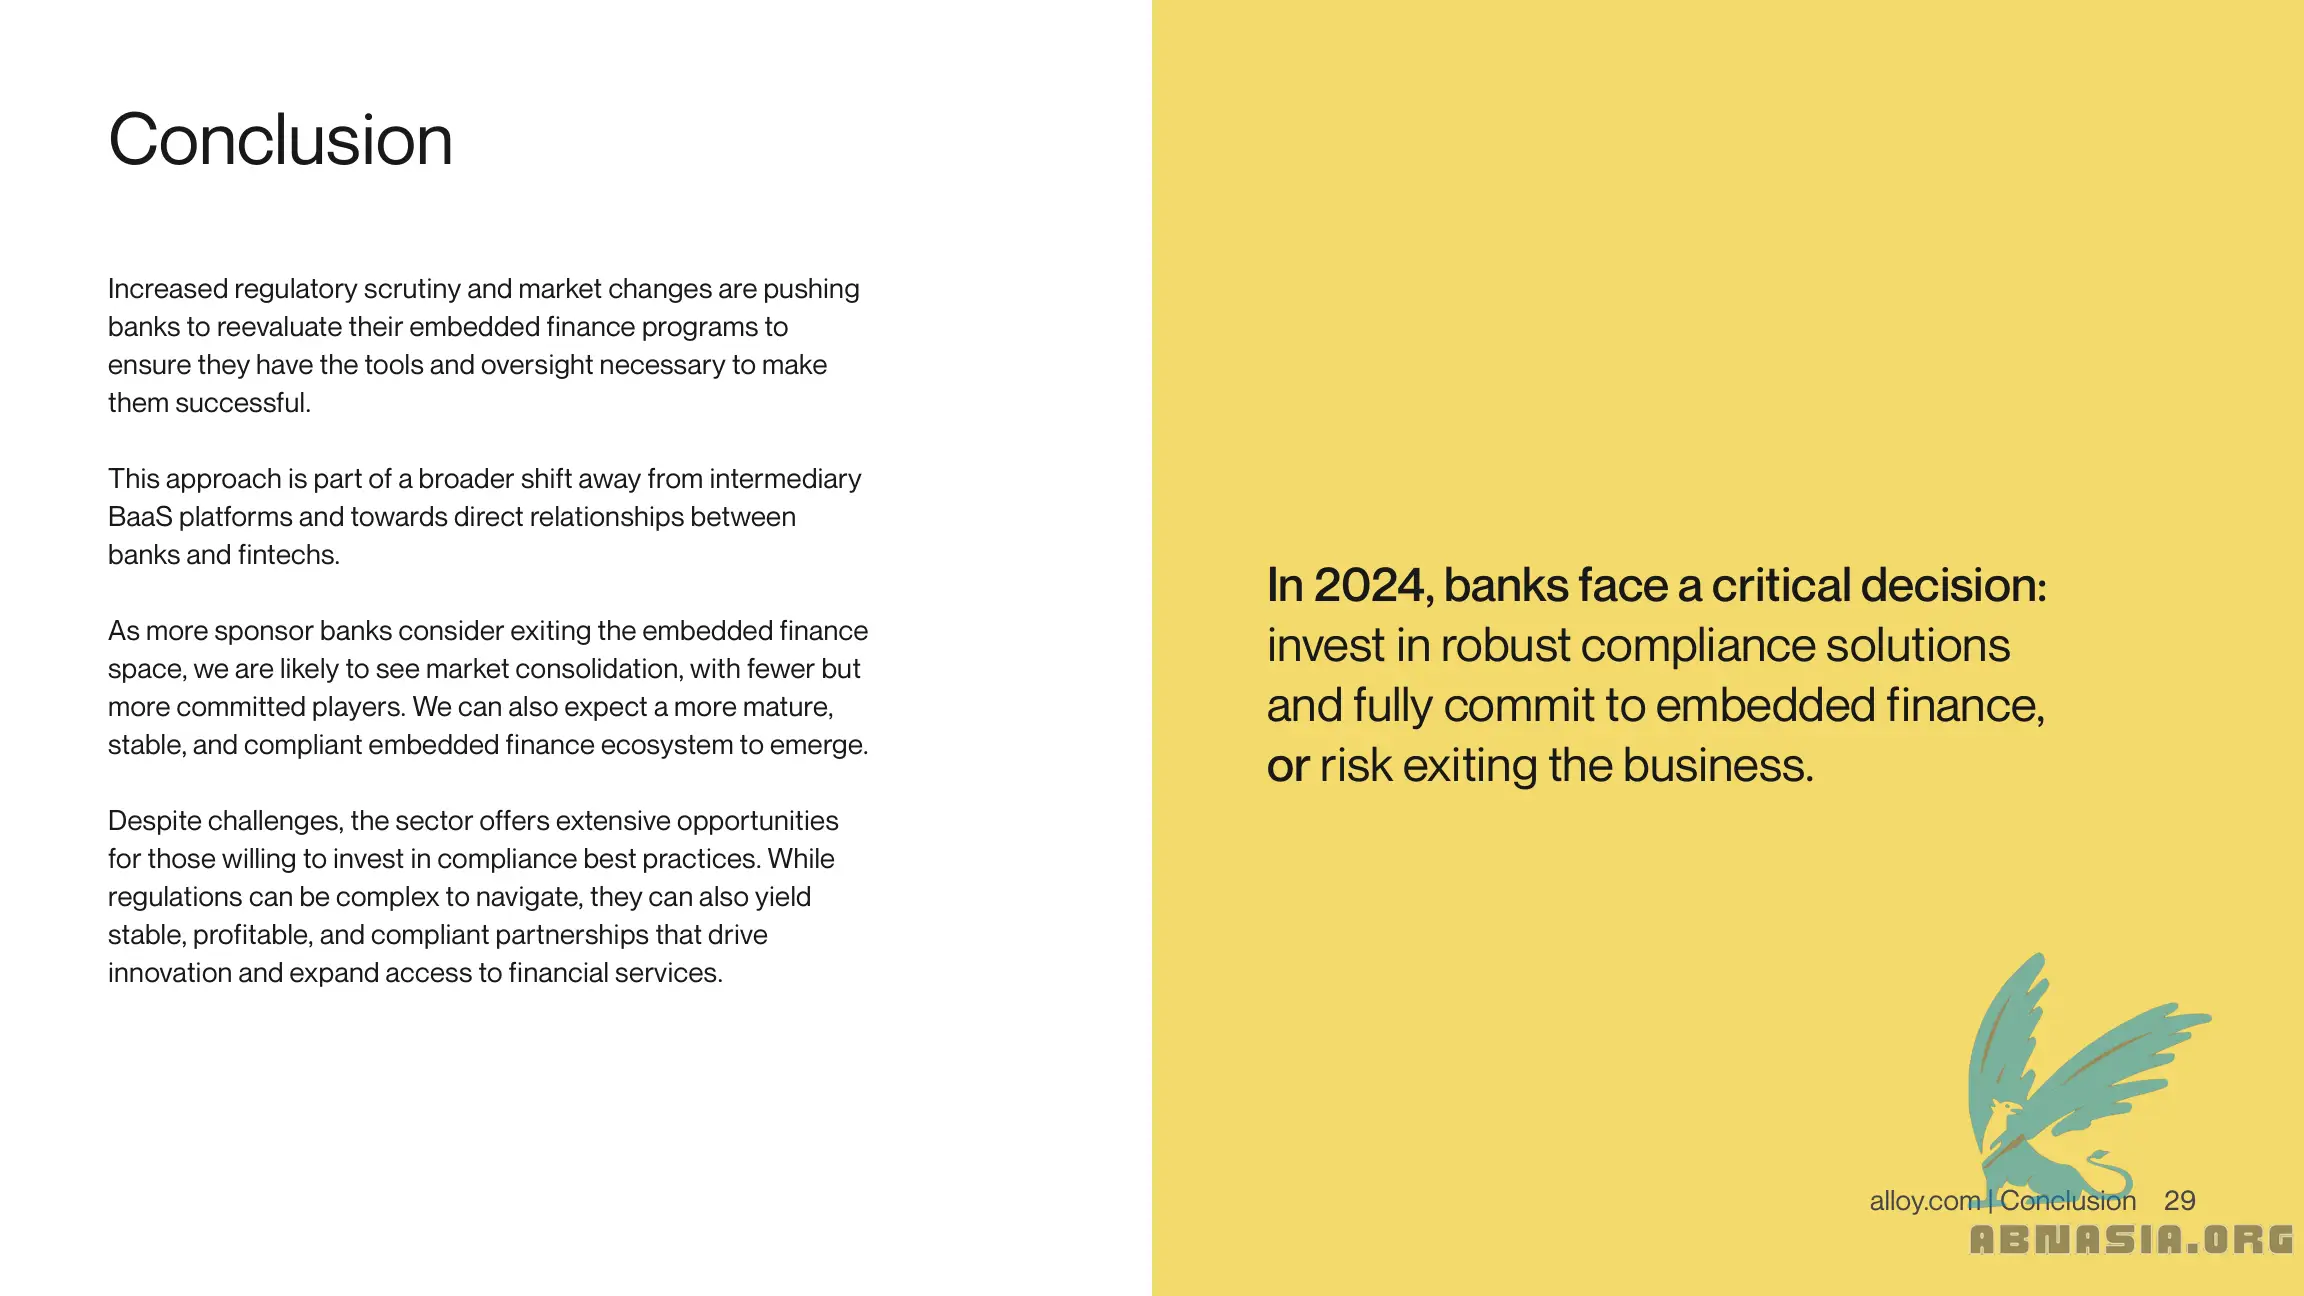 Conclusion
Increased regulatory scrutiny and market changes are pushing
banks to reevaluate their embedded finance programs to
ensure they have the tools and oversight necessary to make
them successful.
This approach is part of a broader shift away from intermediary
BaaS platforms and towards direct relationships between
banks and fintechs.
As more sponsor banks consider exiting the embedded finance
space, we are likely to see market consolidation, with fewer but
more committed players. We can also expect a more mature,
stable, and compliant embedded finance ecosystem to emerge.
Despite challenges, the sector offers extensive opportunities
for those willing to invest in compliance best practices. While
regulations can be complex to navigate, they can also yield
stable, profitable, and compliant partnerships that drive
innovation and expand access to financial services.
In 2024, banks face a critical decision:
invest in robust compliance solutions
and fully commit to embedded finance,
or risk exiting the business.
alloy.com | Conclusion 29
ABNASIA.ORG